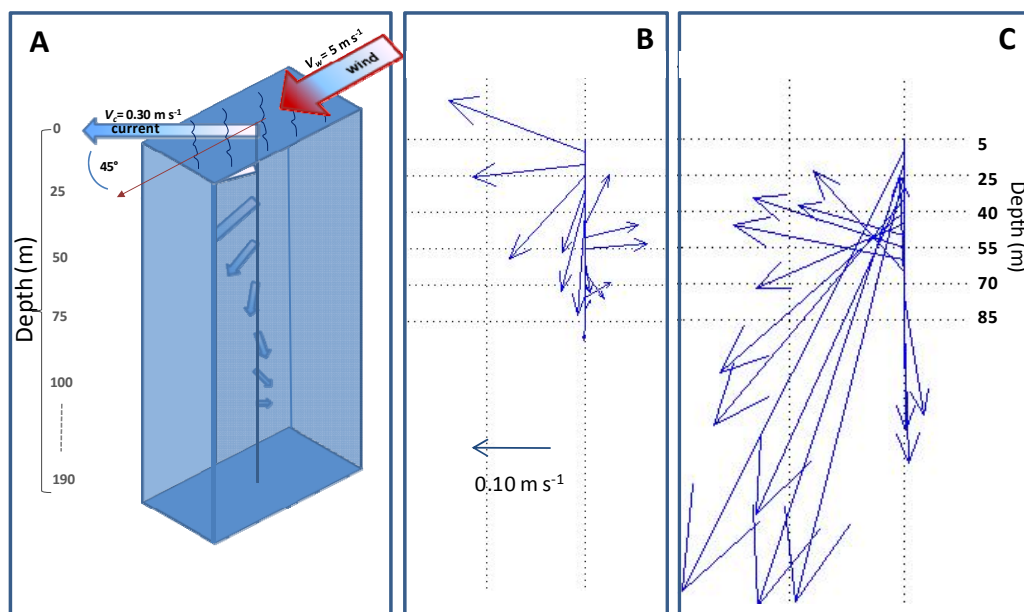 A
V_w = 5 m s⁻¹
wind
V_c = 0.30 m s⁻¹
current
45°
Depth (m)
0
25
50
75
100
190
B
0.10 m s⁻¹
C
5
25
40
55
70
85
Depth (m)